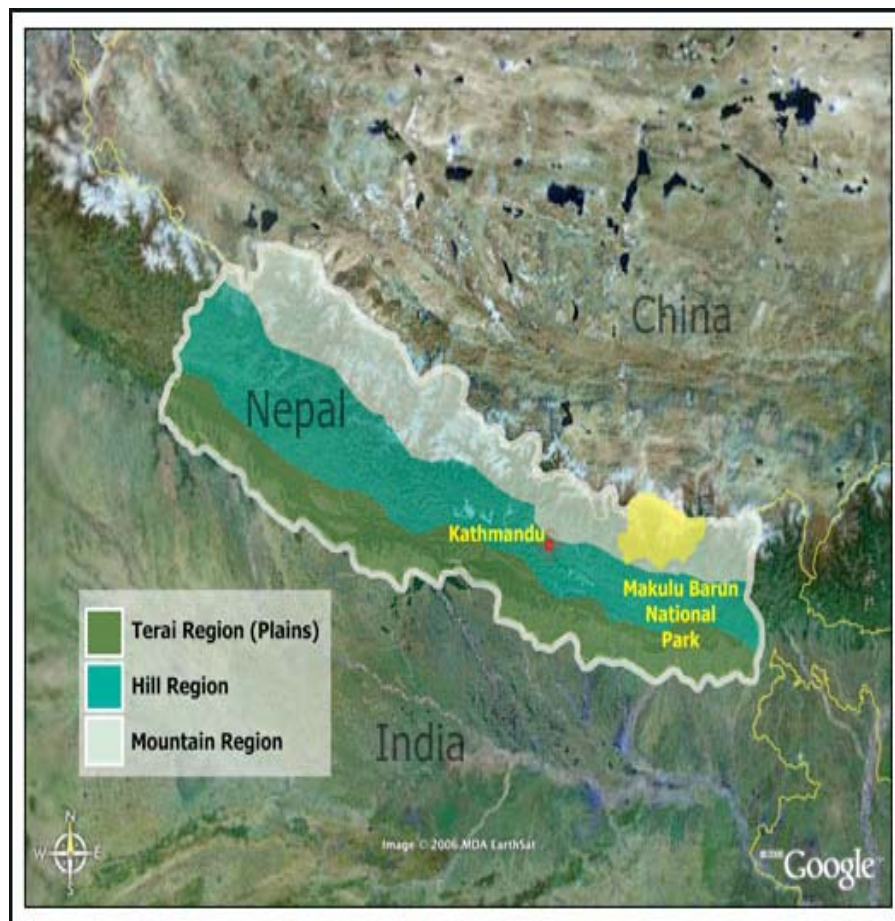 China
Nepal
Kathmandu
Makulu Barun
National
Park
Terai Region (Plains)
Hill Region
Mountain Region
India
N
W
E
S
Image © 2006 MDA EarthSat
Google